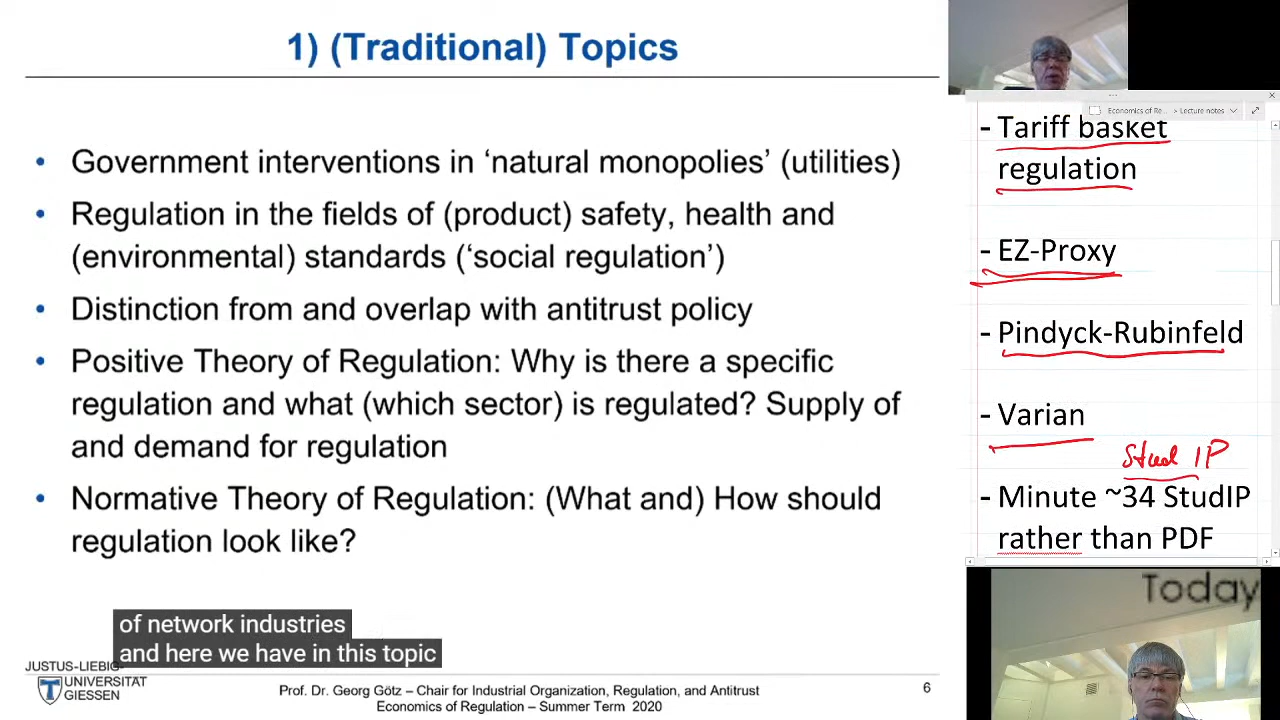 1) (Traditional) Topics
• Government interventions in ‘natural monopolies’ (utilities)
• Regulation in the fields of (product) safety, health and
(environmental) standards (‘social regulation’)
• Distinction from and overlap with antitrust policy
• Positive Theory of Regulation: Why is there a specific
regulation and what (which sector) is regulated? Supply of
and demand for regulation
• Normative Theory of Regulation: (What and) How should
regulation look like?
of network industries
and here we have in this topic
JUSTUS-LIEBIG-
UNIVERSITÄT
GIESSEN
Prof. Dr. Georg Götz – Chair for Industrial Organization, Regulation, and Antitrust
Economics of Regulation – Summer Term 2020
6
Economics of Re... > Lecture notes
- Tariff basket
regulation
- EZ-Proxy
- Pindyck-Rubinfeld
- Varian
Stud IP
- Minute ~34 StudIP
rather than PDF
Today